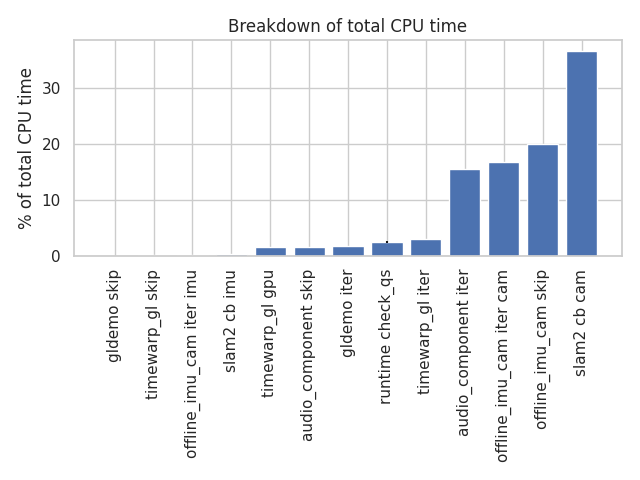 Breakdown of total CPU time
% of total CPU time
30
20
10
0
gldemo skip
timewarp_gl skip
offline_imu_cam iter imu
slam2 cb imu
timewarp_gl gpu
audio_component skip
gldemo iter
runtime check_qs
timewarp_gl iter
audio_component iter
offline_imu_cam iter cam
offline_imu_cam skip
slam2 cb cam